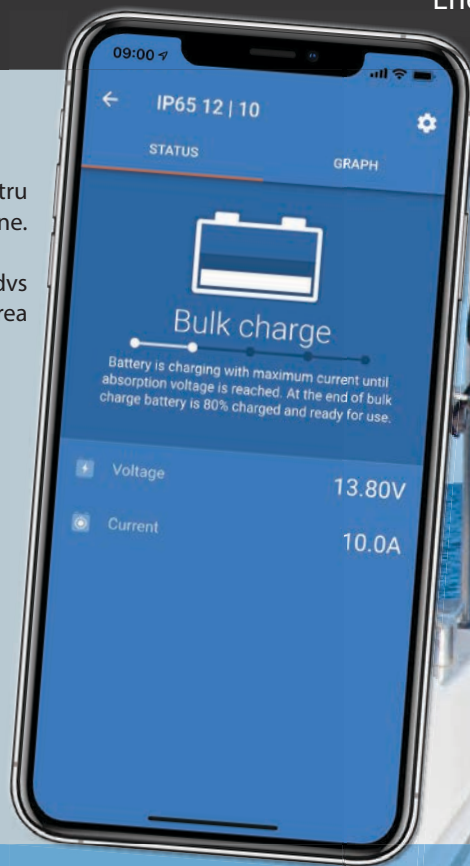 09:00
IP65 12 | 10
STATUS
GRAPH
Bulk charge
Battery is charging with maximum current until
absorption voltage is reached. At the end of bulk
charge battery is 80% charged and ready for use.
Voltage
13.80V
Current
10.0A